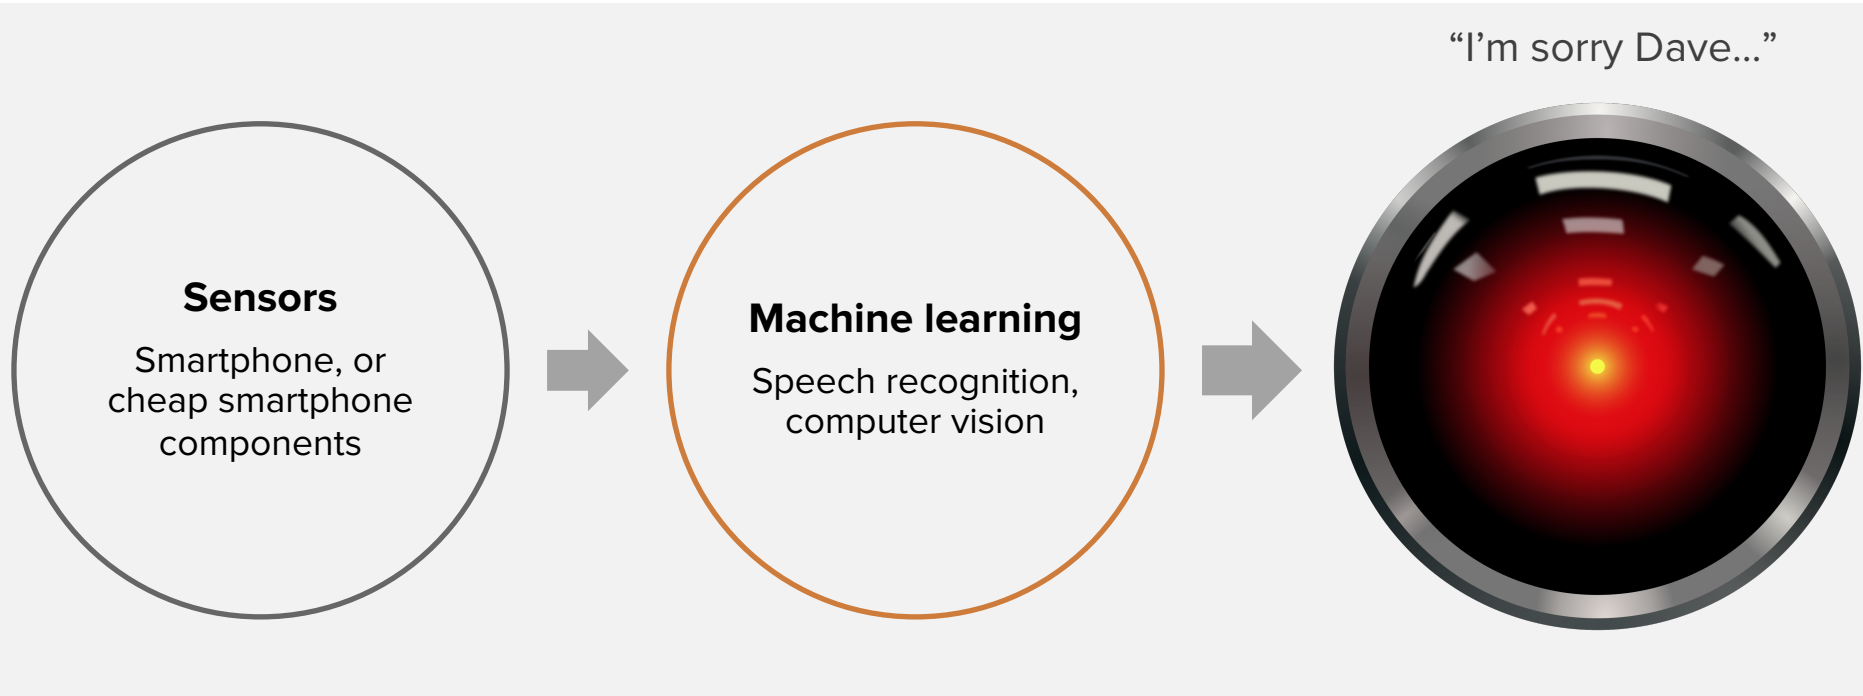 “I’m sorry Dave...”
Sensors
Smartphone, or
cheap smartphone
components
Machine learning
Speech recognition,
computer vision